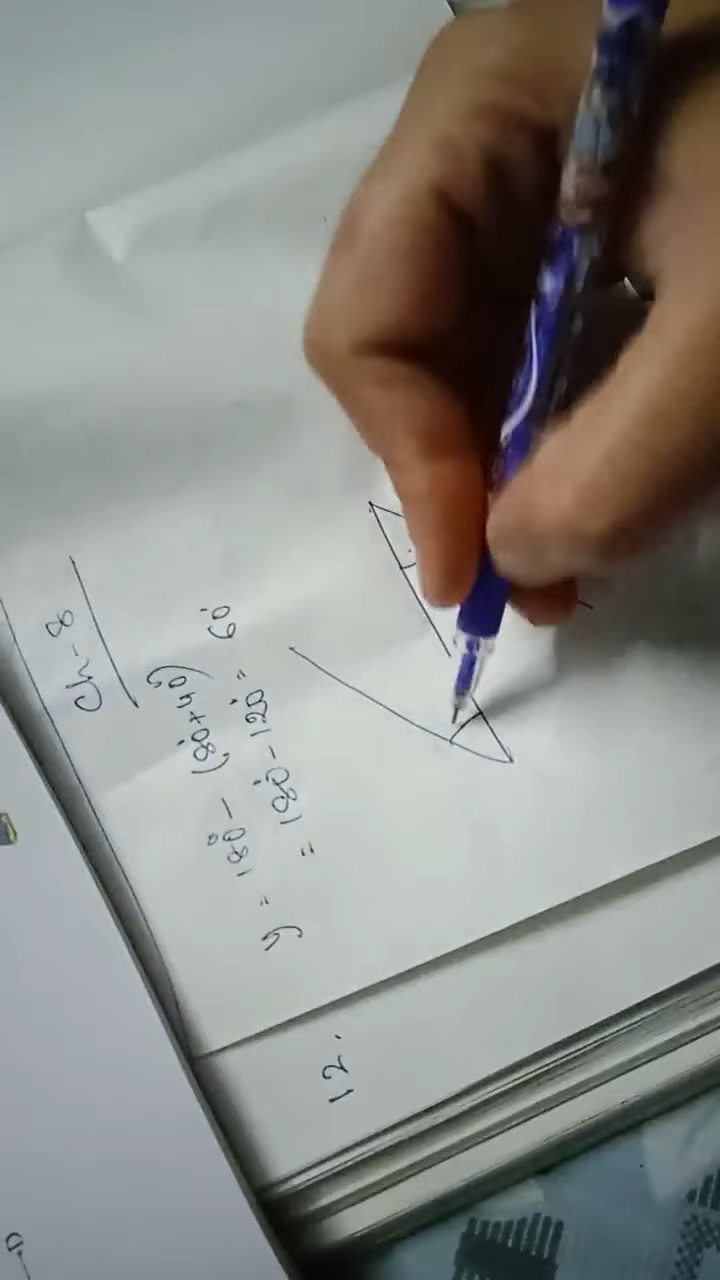 Ch-8
y = 180° - (80° + 40°)
= 180° - 120° = 60°
12.